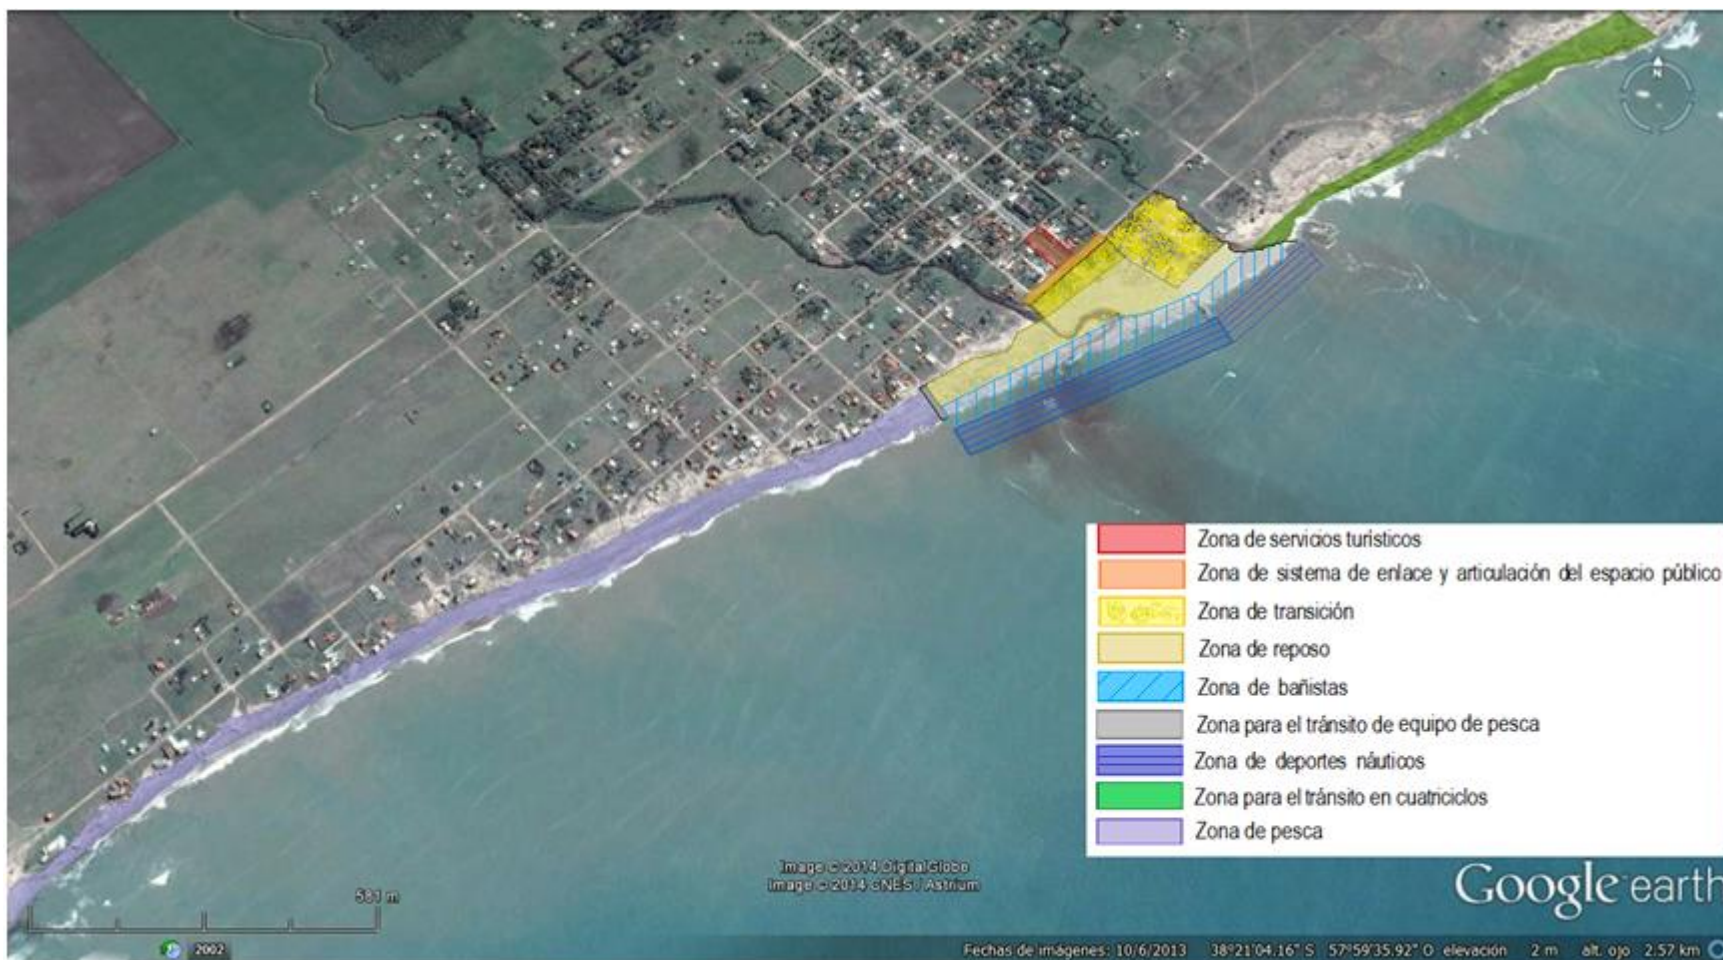 N
Zona de servicios turísticos
Zona de sistema de enlace y articulación del espacio público
Zona de transición
Zona de reposo
Zona de bañistas
Zona para el tránsito de equipo de pesca
Zona de deportes náuticos
Zona para el tránsito en cuatriciclos
Zona de pesca
Image © 2014 DigitalGlobe
Image © 2014 CNES / Astrium
Google earth
581 m
2002
Fechas de imágenes: 10/6/2013 38°21'04.16" S 57°59'35.92" O elevación 2 m alt. ojo 2.57 km